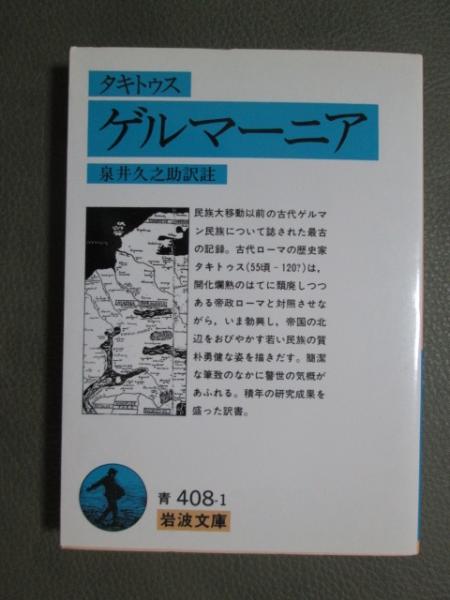 タキトゥス
ゲルマーニア
泉井久之助訳註
民族大移動以前の古代ゲルマ
ン民族について誌された最古
の記録。古代ローマの歴史家
タキトゥス(55頃‐120?)は,
開化爛熟のはてに頽廃しつつ
ある帝政ローマと対照させな
がら，いま勃興し，帝国の北
辺をおびやかす若い民族の質
朴勇健な姿を描きだす。簡潔
な筆致のなかに警世の気概が
あふれる。積年の研究成果を
盛った訳書。
青 408-1
岩波文庫